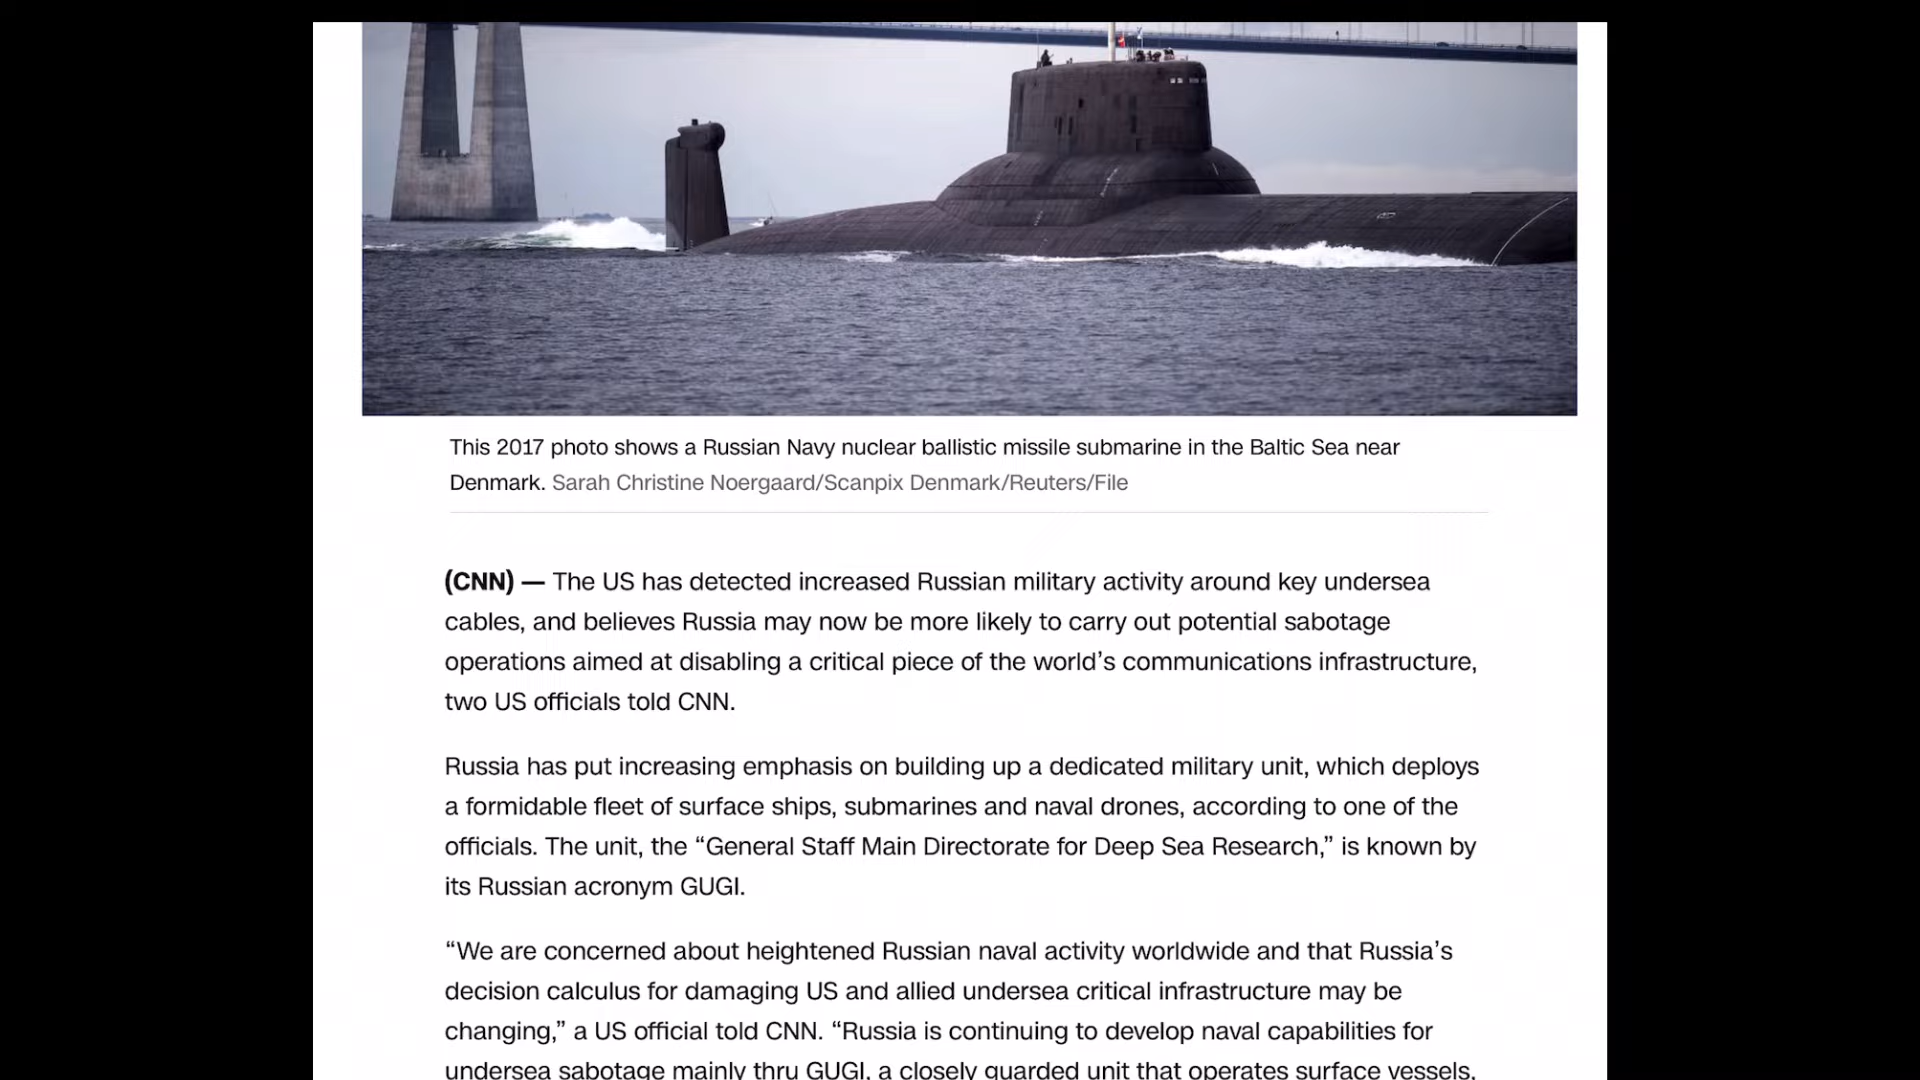 This 2017 photo shows a Russian Navy nuclear ballistic missile submarine in the Baltic Sea near
Denmark. Sarah Christine Noergaard/Scanpix Denmark/Reuters/File
(CNN) — The US has detected increased Russian military activity around key undersea
cables, and believes Russia may now be more likely to carry out potential sabotage
operations aimed at disabling a critical piece of the world’s communications infrastructure,
two US officials told CNN.
Russia has put increasing emphasis on building up a dedicated military unit, which deploys
a formidable fleet of surface ships, submarines and naval drones, according to one of the
officials. The unit, the “General Staff Main Directorate for Deep Sea Research,” is known by
its Russian acronym GUGI.
“We are concerned about heightened Russian naval activity worldwide and that Russia’s
decision calculus for damaging US and allied undersea critical infrastructure may be
changing,” a US official told CNN. “Russia is continuing to develop naval capabilities for
undersea sabotage mainly thru GUGI, a closely guarded unit that operates surface vessels,